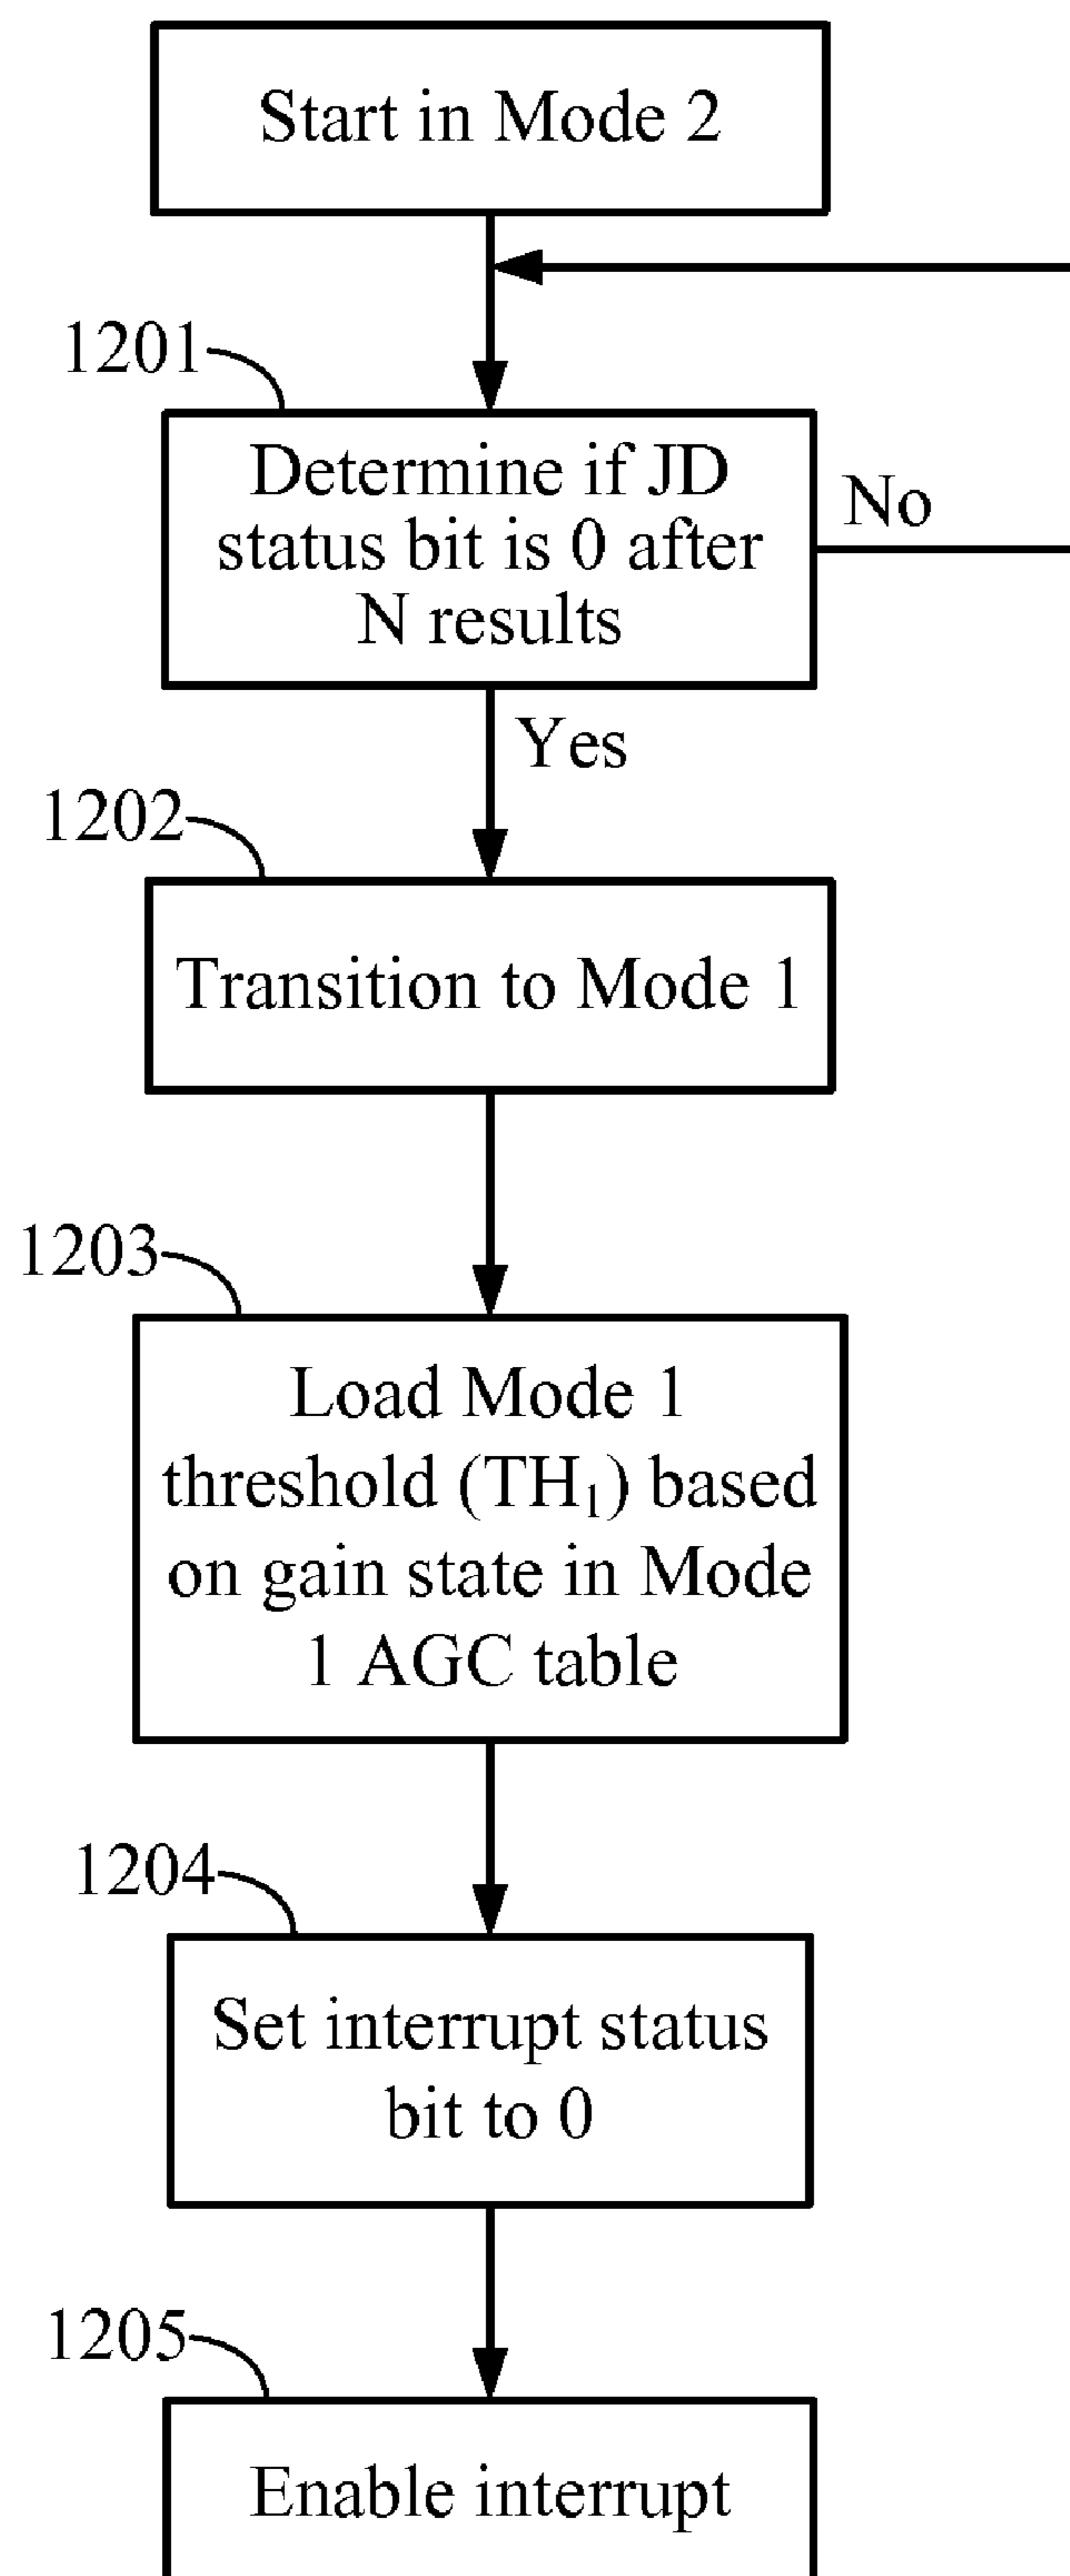 Start in Mode 2
1201
Determine if JD
status bit is 0 after
N results
No
Yes
1202
Transition to Mode 1
1203
Load Mode 1
threshold (TH₁) based
on gain state in Mode
1 AGC table
1204
Set interrupt status
bit to 0
1205
Enable interrupt